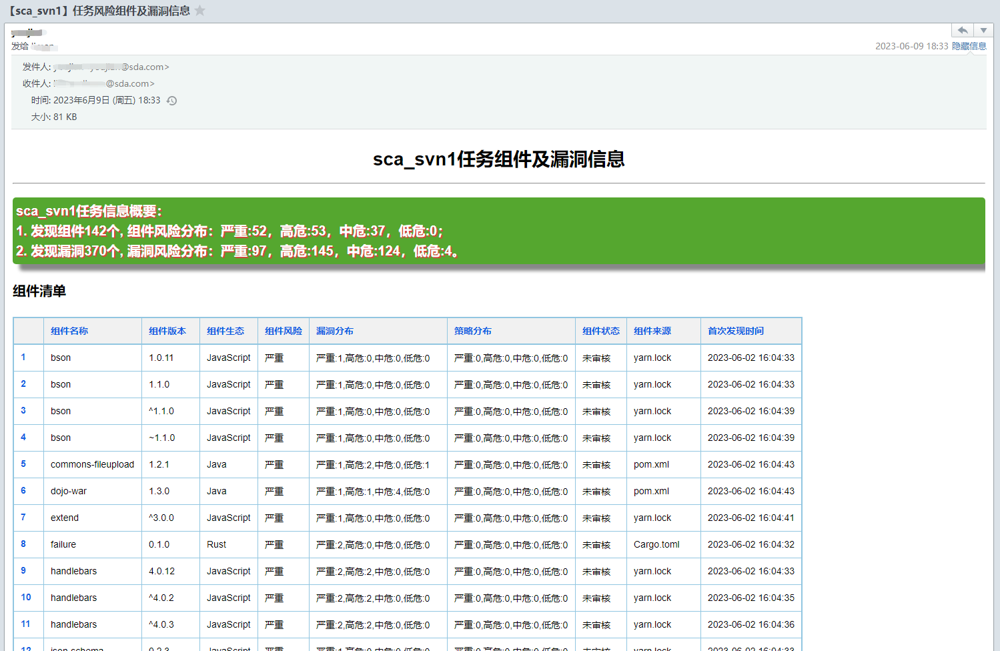 【sca_svn1】任务风险组件及漏洞信息
发给
2023-06-09 18:33 隐藏信息
发件人: @sda.com>
收件人: @sda.com>
时间: 2023年6月9日 (周五) 18:33
大小: 81 KB
sca_svn1任务组件及漏洞信息
sca_svn1任务信息概要：
1. 发现组件142个, 组件风险分布：严重:52，高危:53，中危:37，低危:0；
2. 发现漏洞370个, 漏洞风险分布：严重:97，高危:145，中危:124，低危:4。
组件清单
组件名称 组件版本 组件生态 组件风险 漏洞分布 策略分布 组件状态 组件来源 首次发现时间
1 bson 1.0.11 JavaScript 严重 严重:1,高危:0,中危:0,低危:0 严重:0,高危:0,中危:0,低危:0 未审核 yarn.lock 2023-06-02 16:04:33
2 bson 1.1.0 JavaScript 严重 严重:1,高危:0,中危:0,低危:0 严重:0,高危:0,中危:0,低危:0 未审核 yarn.lock 2023-06-02 16:04:33
3 bson ^1.1.0 JavaScript 严重 严重:1,高危:0,中危:0,低危:0 严重:0,高危:0,中危:0,低危:0 未审核 yarn.lock 2023-06-02 16:04:39
4 bson ~1.1.0 JavaScript 严重 严重:1,高危:0,中危:0,低危:0 严重:0,高危:0,中危:0,低危:0 未审核 yarn.lock 2023-06-02 16:04:39
5 commons-fileupload 1.2.1 Java 严重 严重:1,高危:2,中危:0,低危:1 严重:0,高危:0,中危:0,低危:0 未审核 pom.xml 2023-06-02 16:04:43
6 dojo-war 1.3.0 Java 严重 严重:1,高危:1,中危:4,低危:0 严重:0,高危:0,中危:0,低危:0 未审核 pom.xml 2023-06-02 16:04:43
7 extend ^3.0.0 JavaScript 严重 严重:1,高危:0,中危:0,低危:0 严重:0,高危:0,中危:0,低危:0 未审核 yarn.lock 2023-06-02 16:04:41
8 failure 0.1.0 Rust 严重 严重:2,高危:0,中危:0,低危:0 严重:0,高危:0,中危:0,低危:0 未审核 Cargo.toml 2023-06-02 16:04:32
9 handlebars 4.0.12 JavaScript 严重 严重:2,高危:2,中危:0,低危:0 严重:0,高危:0,中危:0,低危:0 未审核 yarn.lock 2023-06-02 16:04:33
10 handlebars ^4.0.2 JavaScript 严重 严重:2,高危:2,中危:0,低危:0 严重:0,高危:0,中危:0,低危:0 未审核 yarn.lock 2023-06-02 16:04:35
11 handlebars ^4.0.3 JavaScript 严重 严重:2,高危:2,中危:0,低危:0 严重:0,高危:0,中危:0,低危:0 未审核 yarn.lock 2023-06-02 16:04:36
12 json-schema 0.2.3 JavaScript 严重 严重:1,高危:0,中危:0,低危:0 严重:0,高危:0,中危:0,低危:0 未审核 yarn.lock 2023-06-02 16:04:33